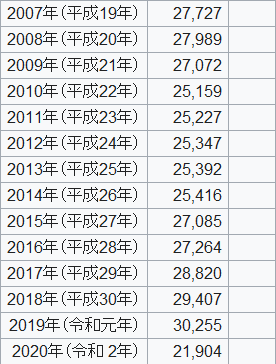 2007年(平成19年) 27,727
2008年(平成20年) 27,989
2009年(平成21年) 27,072
2010年(平成22年) 25,159
2011年(平成23年) 25,227
2012年(平成24年) 25,347
2013年(平成25年) 25,392
2014年(平成26年) 25,416
2015年(平成27年) 27,085
2016年(平成28年) 27,264
2017年(平成29年) 28,820
2018年(平成30年) 29,407
2019年(令和元年) 30,255
2020年(令和 2年) 21,904